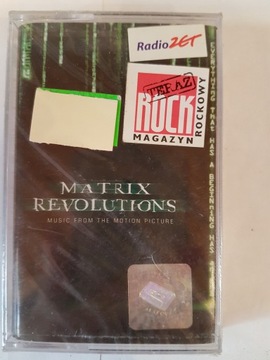 Radio ZET
TERAZ
ROCK
MAGAZYN
ROCKOWY
MATRIX
REVOLUTIONS
MUSIC FROM THE MOTION PICTURE
EVERYTHING THAT HAS A BEGINNING HAS